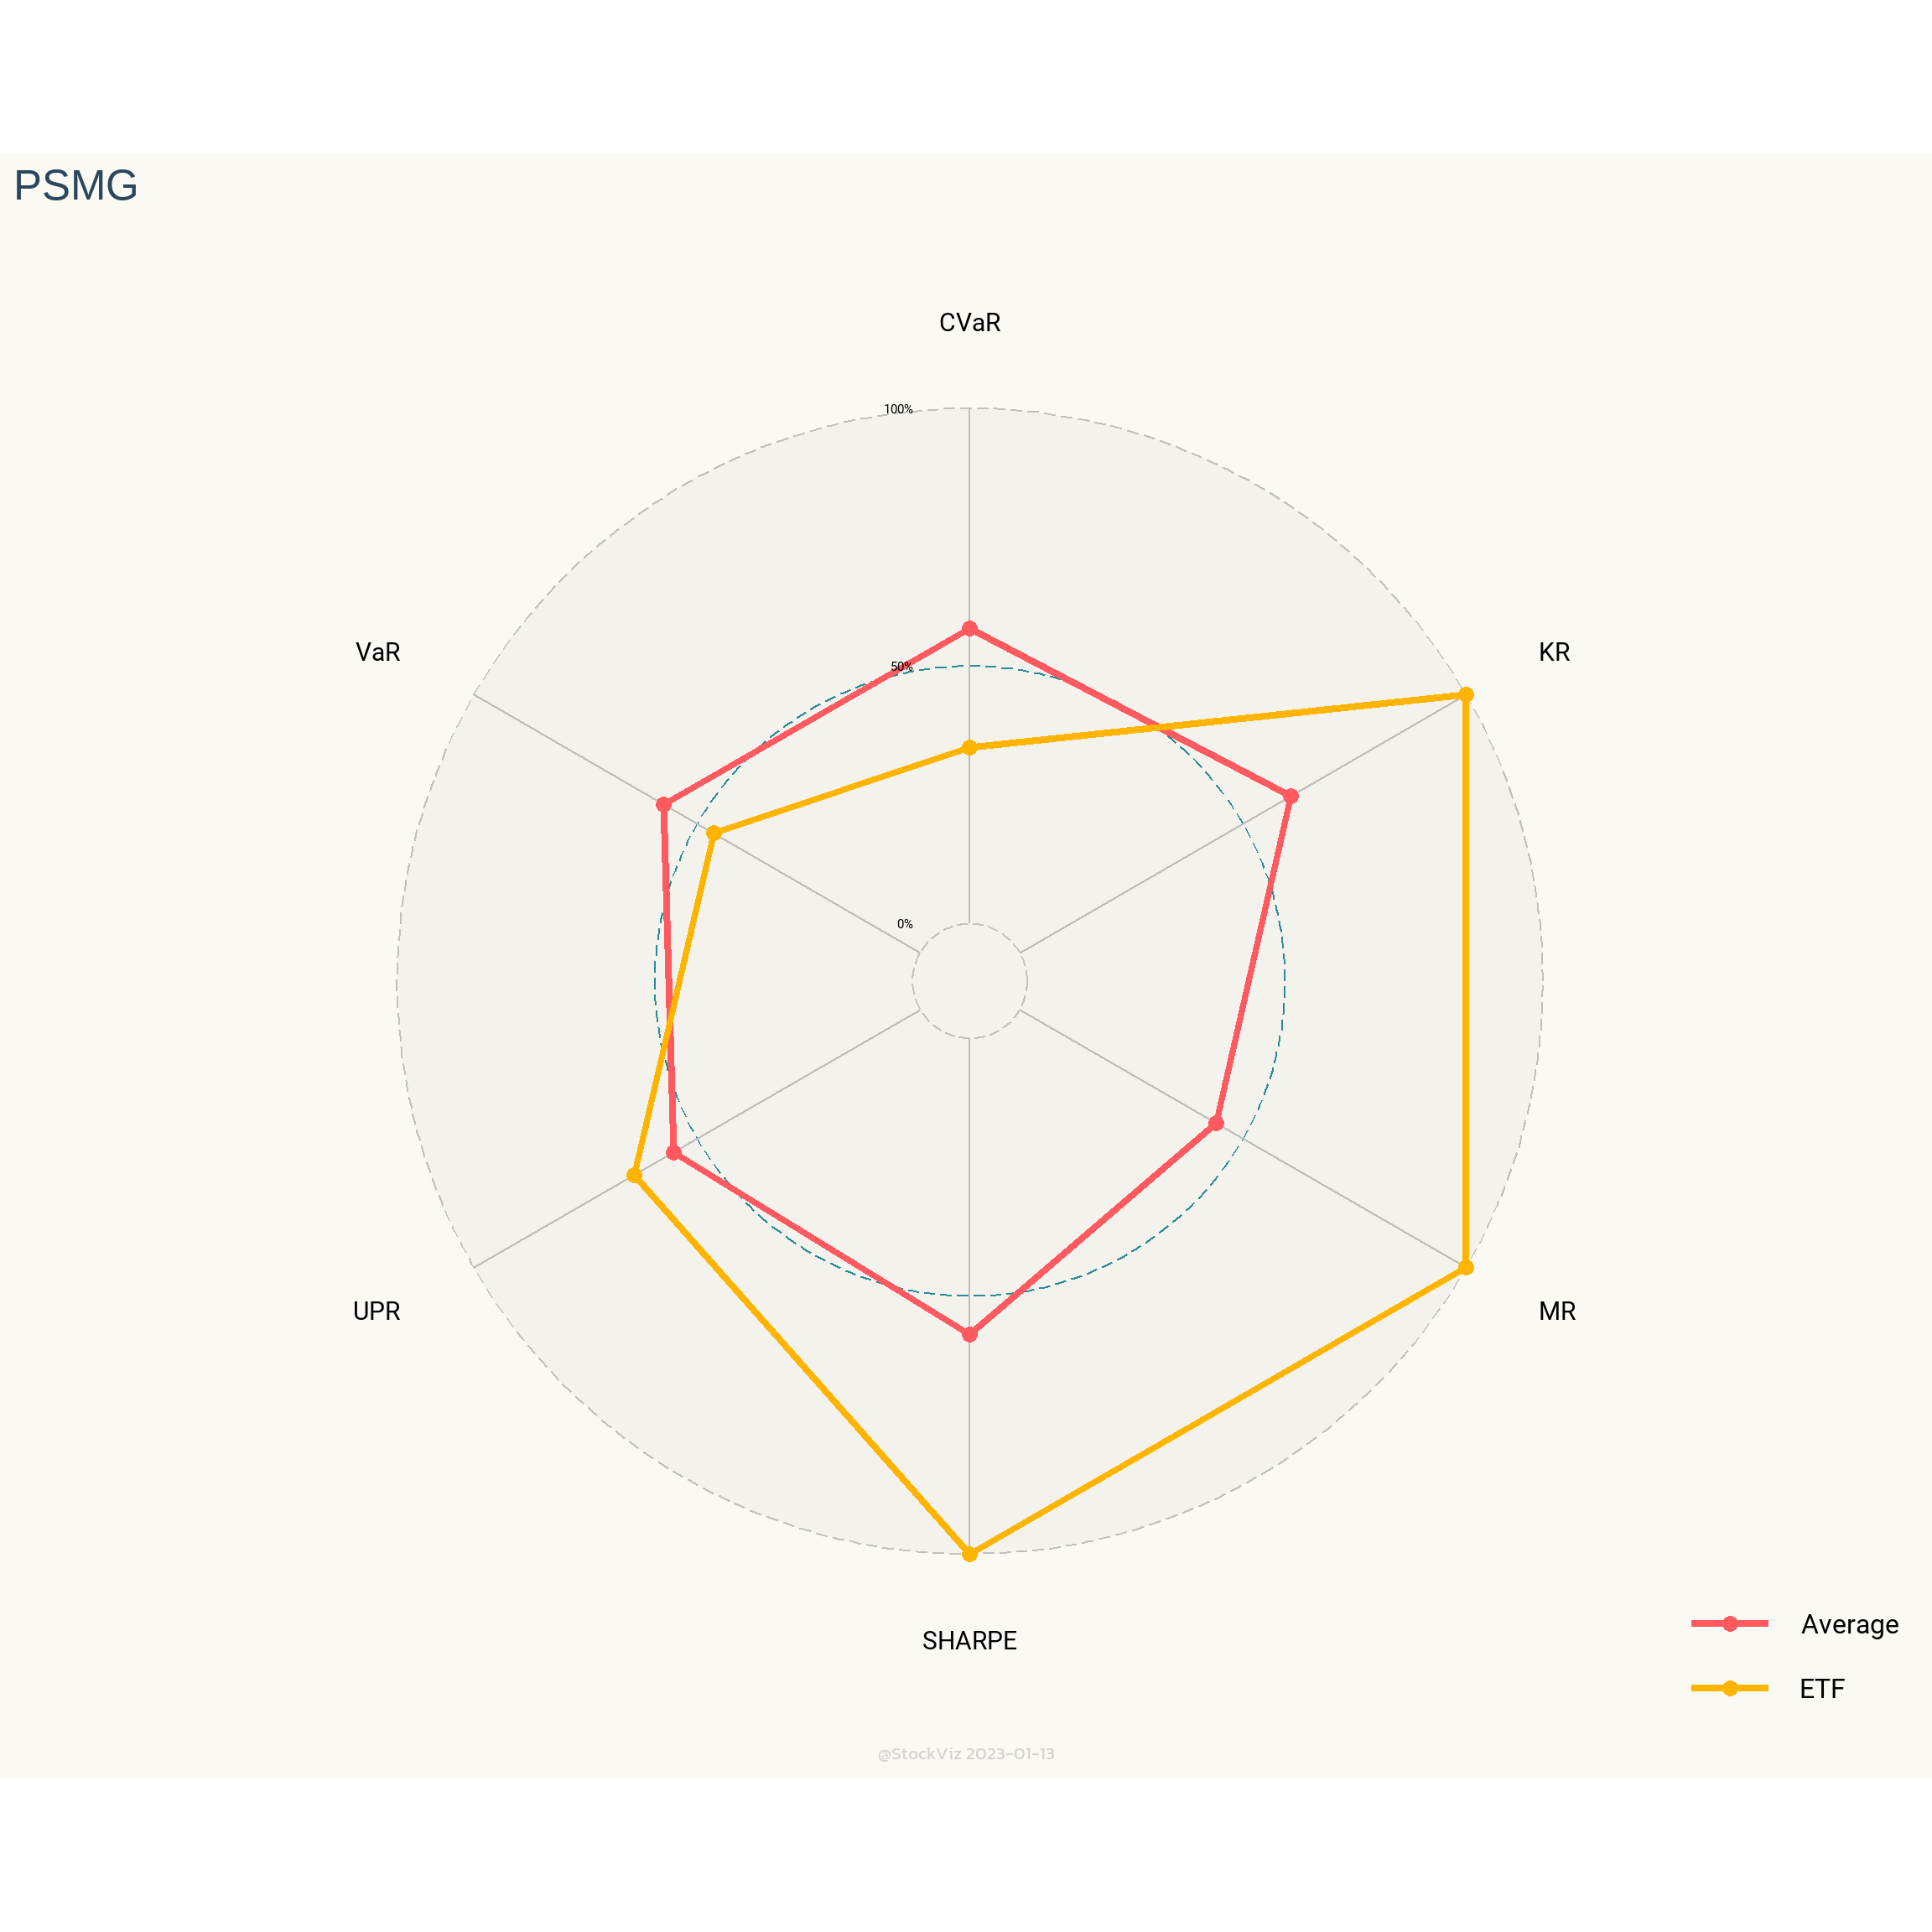 PSMG
CVaR
100%
KR
VaR
50%
0%
UPR
MR
SHARPE
Average
ETF
@StockViz 2023-01-13